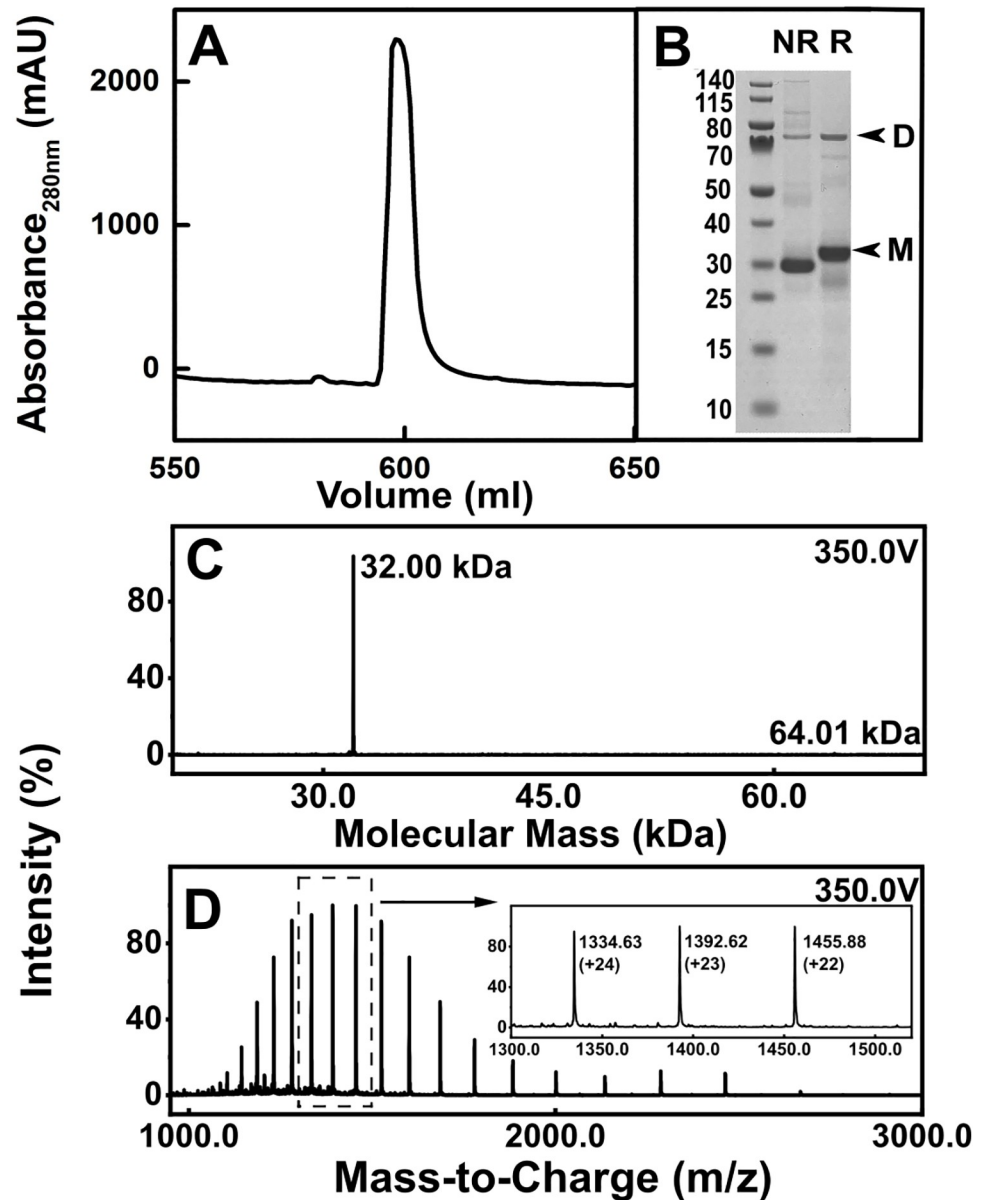 A
Absorbance280nm (mAU)
2000
1000
0
550
600
650
Volume (ml)
B
NR R
140
115
80
70
50
40
30
25
15
10
D
M
C
350.0V
32.00 kDa
64.01 kDa
80
40
0
30.0
45.0
60.0
Molecular Mass (kDa)
Intensity (%)
D
350.0V
80
40
0
1334.63
(+24)
1392.62
(+23)
1455.88
(+22)
80
40
0
1300.0
1350.0
1400.0
1450.0
1500.0
1000.0
2000.0
3000.0
Mass-to-Charge (m/z)